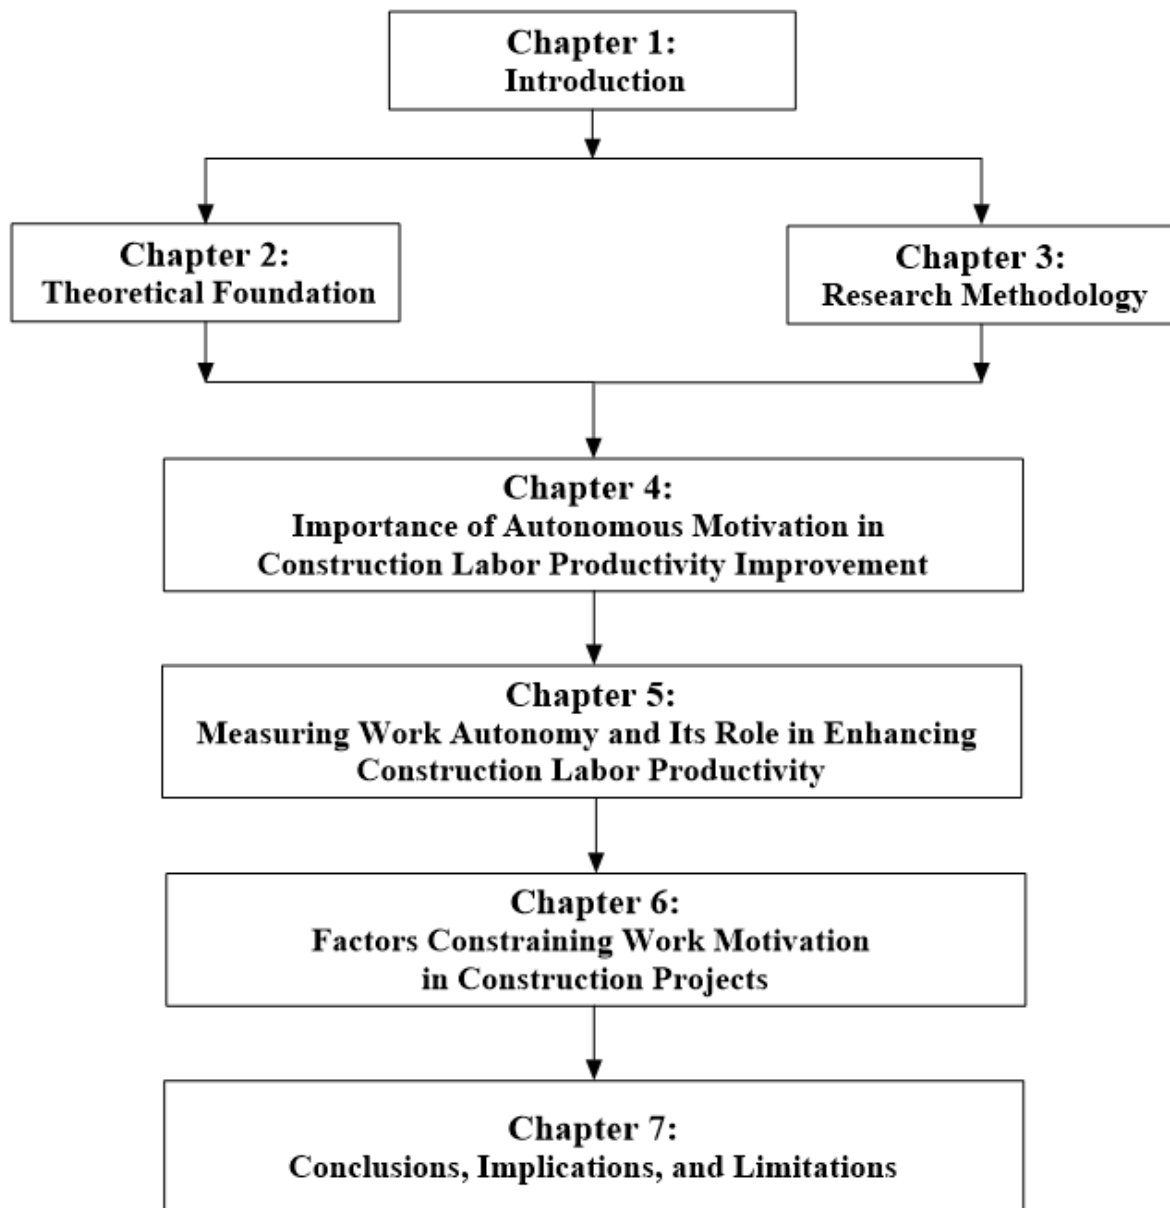 Chapter 1:
Introduction
Chapter 2:
Theoretical Foundation
Chapter 3:
Research Methodology
Chapter 4:
Importance of Autonomous Motivation in
Construction Labor Productivity Improvement
Chapter 5:
Measuring Work Autonomy and Its Role in Enhancing
Construction Labor Productivity
Chapter 6:
Factors Constraining Work Motivation
in Construction Projects
Chapter 7:
Conclusions, Implications, and Limitations